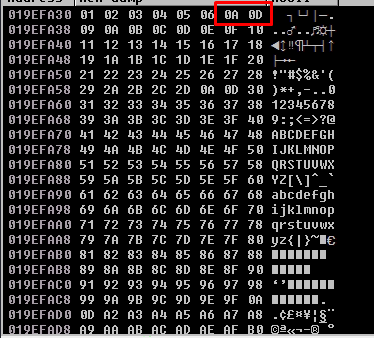 019EFA30 01 02 03 04 05 06 0A 0D
019EFA38 09 0A 0B 0C 0D 0E 0F 10
019EFA40 11 12 13 14 15 16 17 18
019EFA48 19 1A 1B 1C 1D 1E 1F 20
019EFA50 21 22 23 24 25 26 27 28 !"#$%&'(
019EFA58 29 2A 2B 2C 2D 0A 0D 30 )*+,-..0
019EFA60 31 32 33 34 35 36 37 38 12345678
019EFA68 39 3A 3B 3C 3D 3E 3F 40 9:;<=>?@
019EFA70 41 42 43 44 45 46 47 48 ABCDEFGH
019EFA78 49 4A 4B 4C 4D 4E 4F 50 IJKLMNOP
019EFA80 51 52 53 54 55 56 57 58 QRSTUVWX
019EFA88 59 5A 5B 5C 5D 5E 5F 60 YZ[\]^_`
019EFA90 61 62 63 64 65 66 67 68 abcdefgh
019EFA98 69 6A 6B 6C 6D 6E 6F 70 ijklmnop
019EFAA0 71 72 73 74 75 76 77 78 qrstuvwx
019EFAA8 79 7A 7B 7C 7D 7E 7F 80 yz{|}~■€
019EFAB0 81 82 83 84 85 86 87 88
019EFAB8 89 8A 8B 8C 8D 8E 8F 90
019EFAC0 91 92 93 94 95 96 97 98
019EFAC8 99 9A 9B 9C 9D 9E 9F 0A
019EFAD0 0D A2 A3 A4 A5 A6 A7 A8 .¢£¤¥¦§¨
019EFAD8 A9 AA AB AC AD AE AF B0 ©ª«¬-®¯°